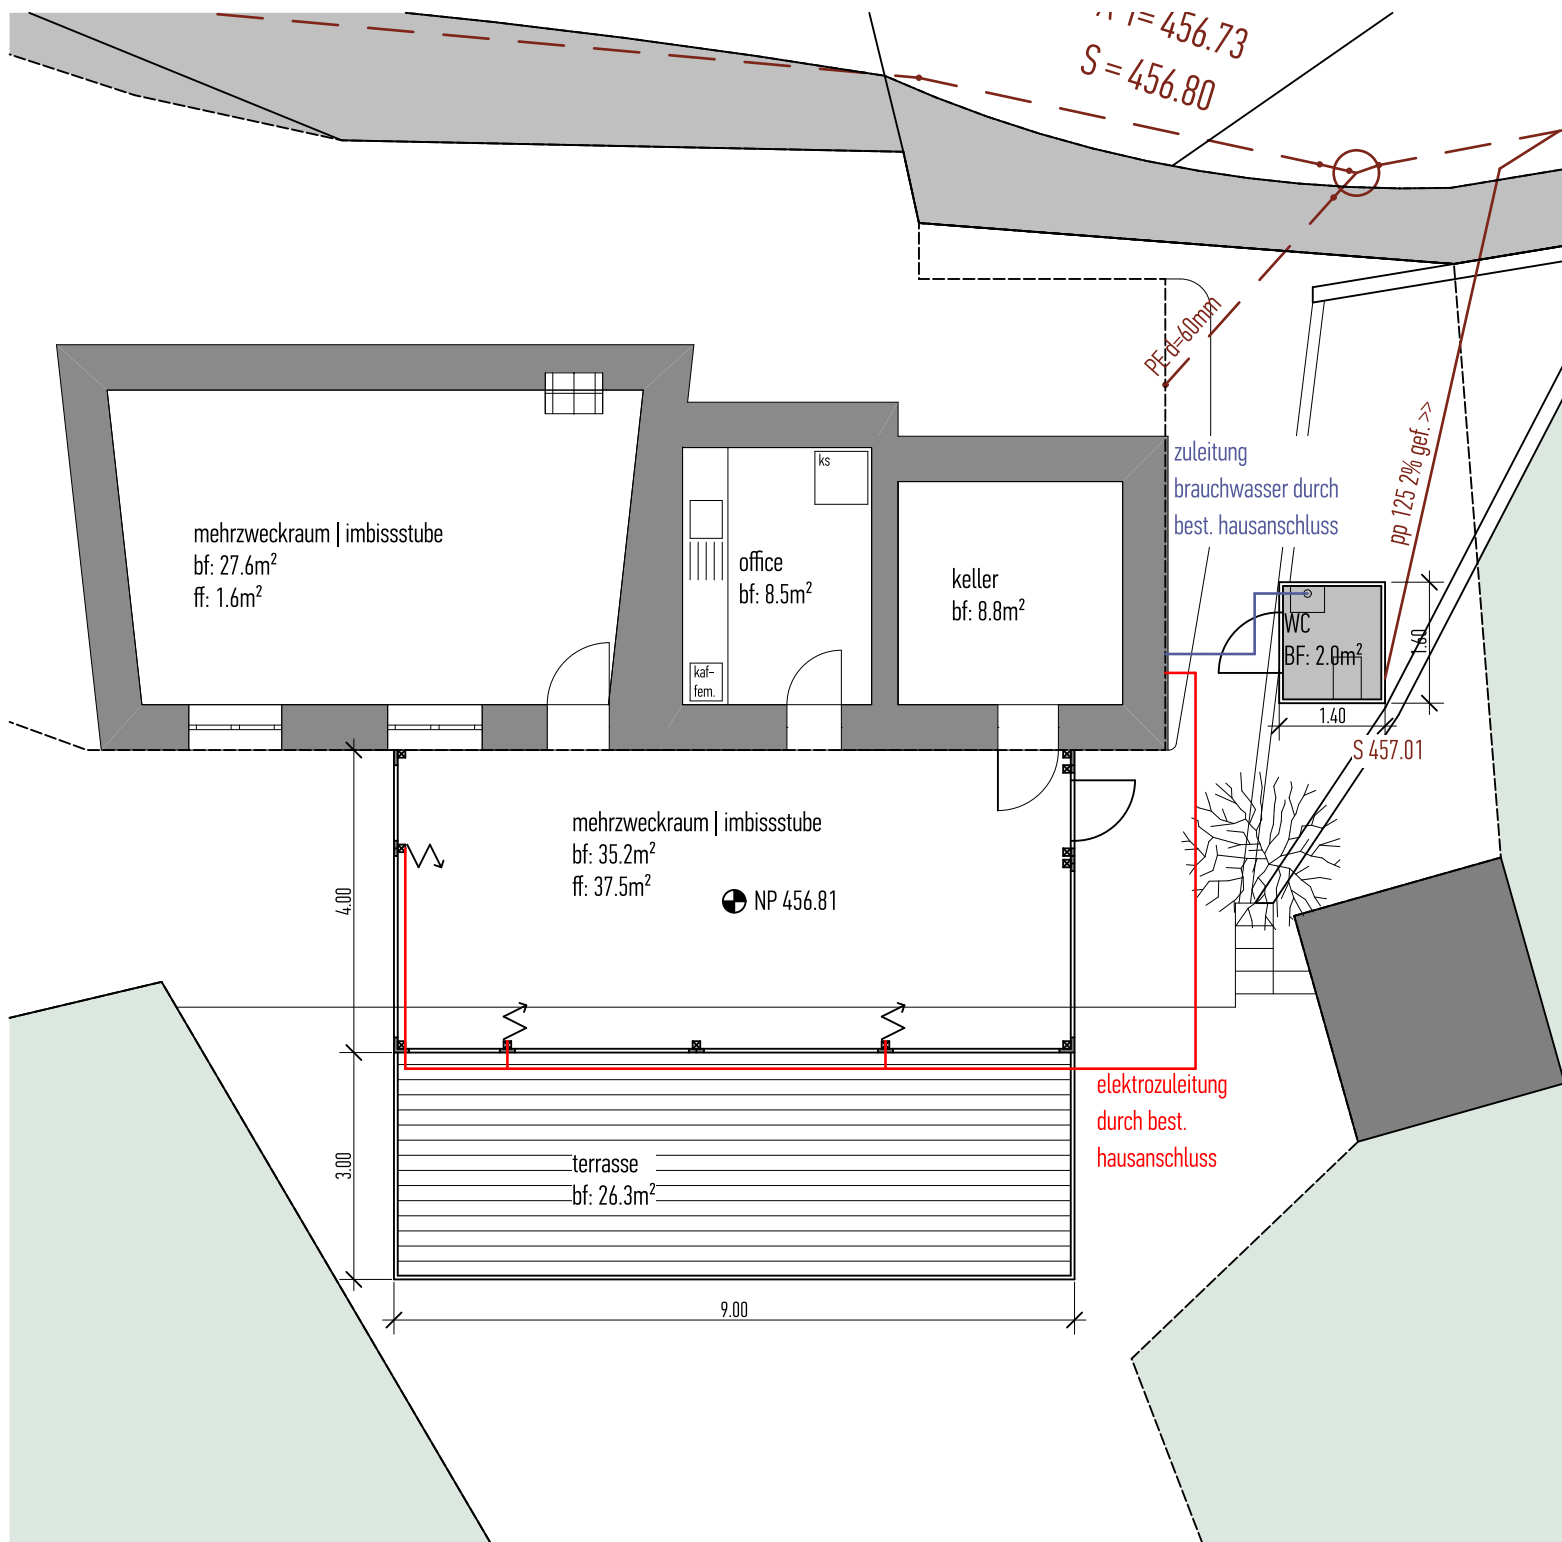 = 456.73
S = 456.80
PE d=60mm
zuleitung
brauchwasser durch
best. hausanschluss
pp 125 2% gef. >>
ks
mehrzweckraum | imbissstube
bf: 27.6m²
ff: 1.6m²
office
bf: 8.5m²
keller
bf: 8.8m²
WC
BF: 2.0m²
1.60
kaf-
fem.
1.40
S 457.01
mehrzweckraum | imbissstube
bf: 35.2m²
ff: 37.5m²
NP 456.81
4.00
elektrozuleitung
durch best.
hausanschluss
3.00
terrasse
bf: 26.3m²
9.00